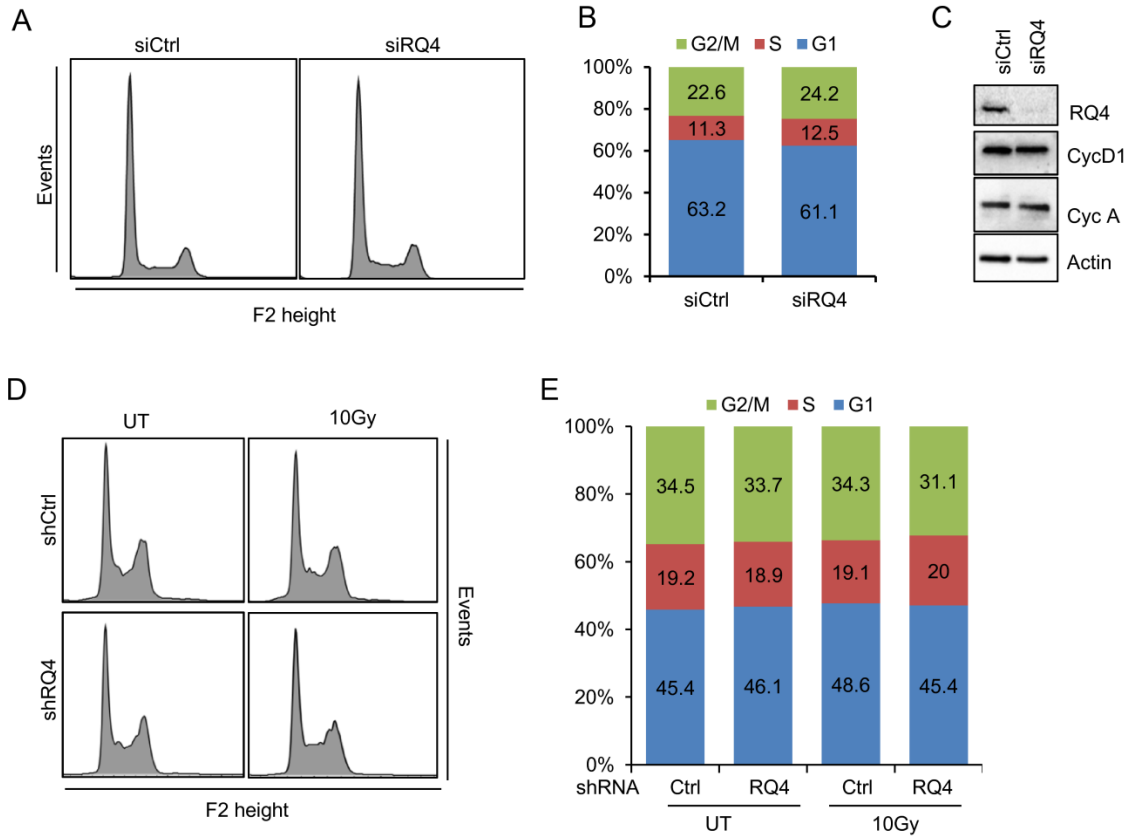 A
siCtrl
siRQ4
Events
F2 height
B
G2/M S G1
100%
80%
60%
40%
20%
0%
22.6
24.2
11.3
12.5
63.2
61.1
siCtrl
siRQ4
C
siCtrl
siRQ4
RQ4
CycD1
Cyc A
Actin
D
UT
10Gy
shCtrl
shRQ4
Events
F2 height
E
G2/M S G1
100%
80%
60%
40%
20%
0%
34.5
33.7
34.3
31.1
19.2
18.9
19.1
20
45.4
46.1
48.6
45.4
shRNA Ctrl RQ4 Ctrl RQ4
UT 10Gy